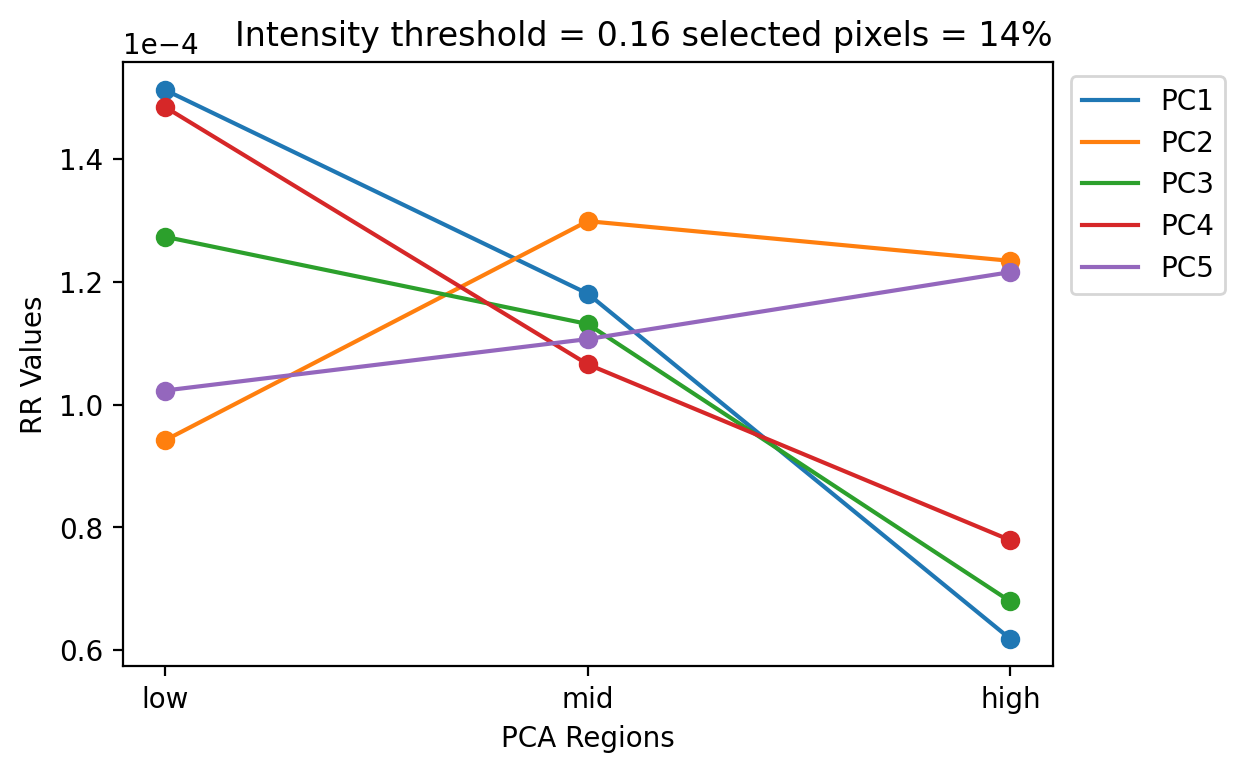 Intensity threshold = 0.16 selected pixels = 14%
1e−4
1.4
1.2
1.0
0.8
0.6
RR Values
low
mid
high
PCA Regions
PC1
PC2
PC3
PC4
PC5